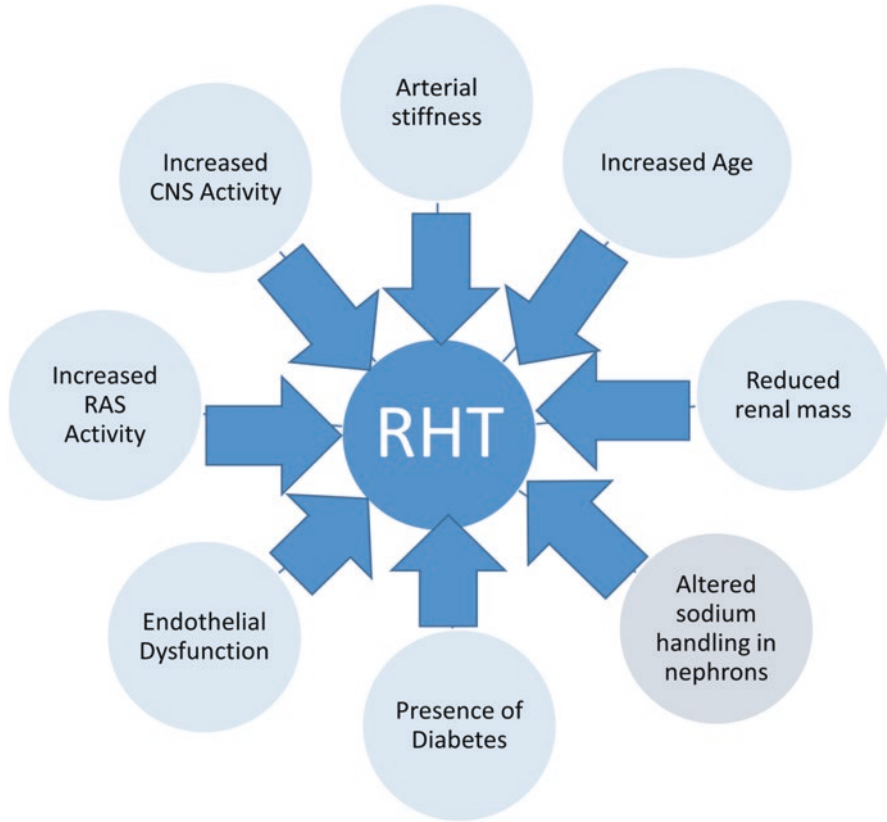 Arterial
stiffness
Increased Age
Reduced
renal mass
Altered
sodium
handling in
nephrons
Presence of
Diabetes
Endothelial
Dysfunction
Increased
RAS
Activity
Increased
CNS Activity
RHT